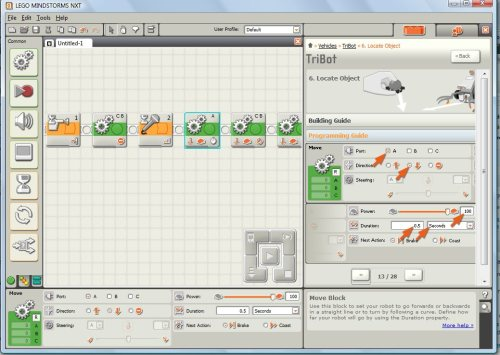 LEGO MINDSTORMS NXT
File Edit Tools Help
User Profile: Default
Common
Untitled-1
1
C B
2
A
C B
C
Vehicles > TriBot > 6. Locate Object
TriBot
Back
6. Locate Object
Building Guide
Programming Guide
Move
Port: A B C
Direction:
Steering:
Power: 100
Duration: 0.5 Seconds
Next Action: Brake Coast
13 / 28
Move
Port: A B C
Direction:
Steering:
Power: 100
Duration: 0.5 Seconds
Next Action: Brake Coast
Move Block
Use this block to set your robot to go forwards or backwards
in a straight line or to turn by following a curve. Define how
far your robot will go by using the Duration property.
More help »